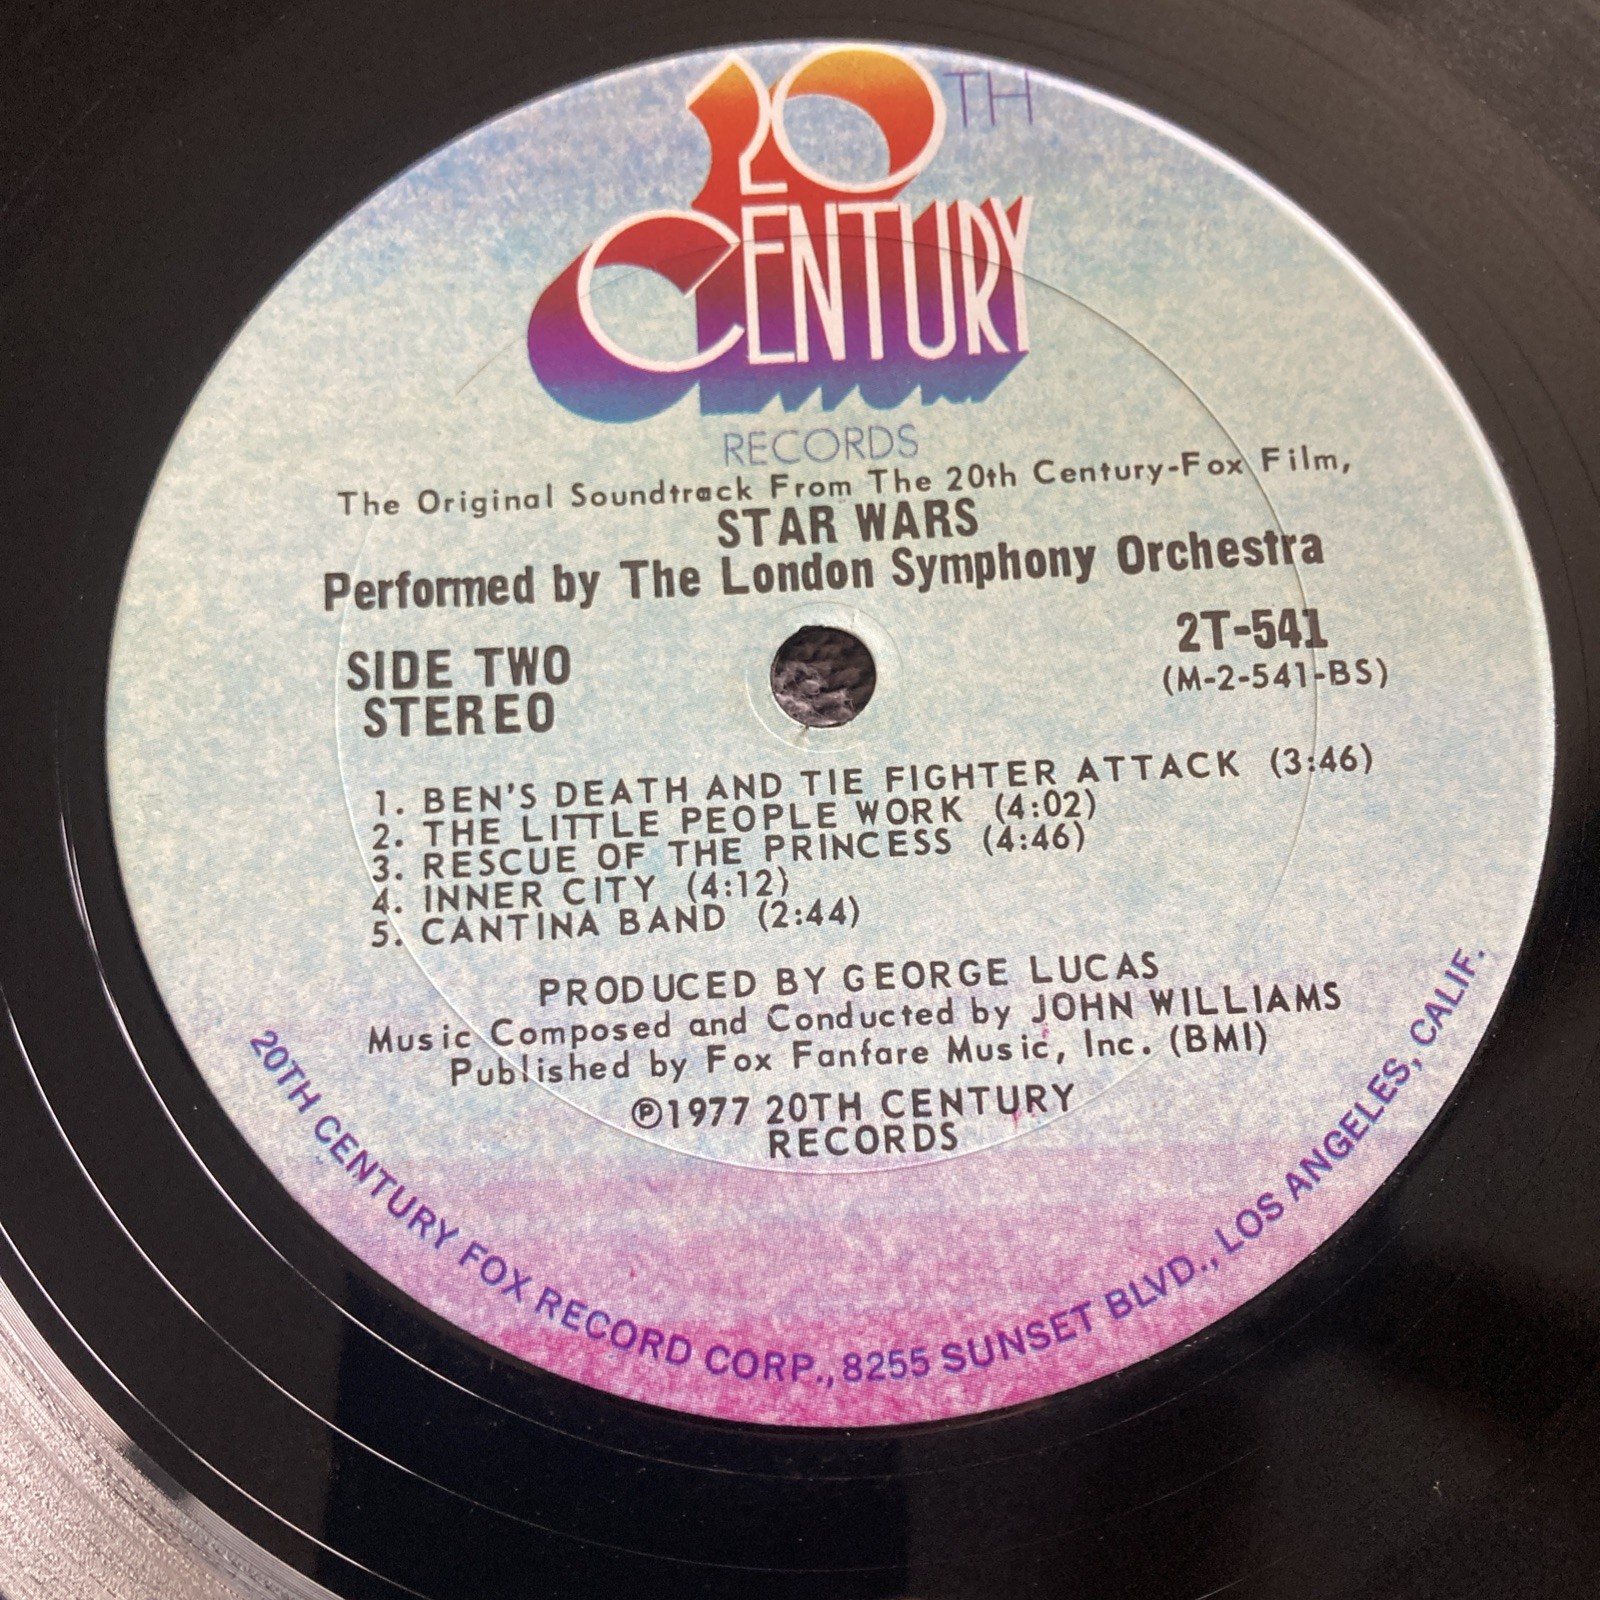 20TH
CENTURY
RECORDS
The Original Soundtrack From The 20th Century-Fox Film,
STAR WARS
Performed by The London Symphony Orchestra
SIDE TWO
STEREO
2T-541
(M-2-541-BS)
1. BEN'S DEATH AND TIE FIGHTER ATTACK (3:46)
2. THE LITTLE PEOPLE WORK (4:02)
3. RESCUE OF THE PRINCESS (4:46)
4. INNER CITY (4:12)
5. CANTINA BAND (2:44)
PRODUCED BY GEORGE LUCAS
Music Composed and Conducted by JOHN WILLIAMS
Published by Fox Fanfare Music, Inc. (BMI)
℗1977 20TH CENTURY
RECORDS
20TH CENTURY FOX RECORD CORP., 8255 SUNSET BLVD., LOS ANGELES, CALIF.